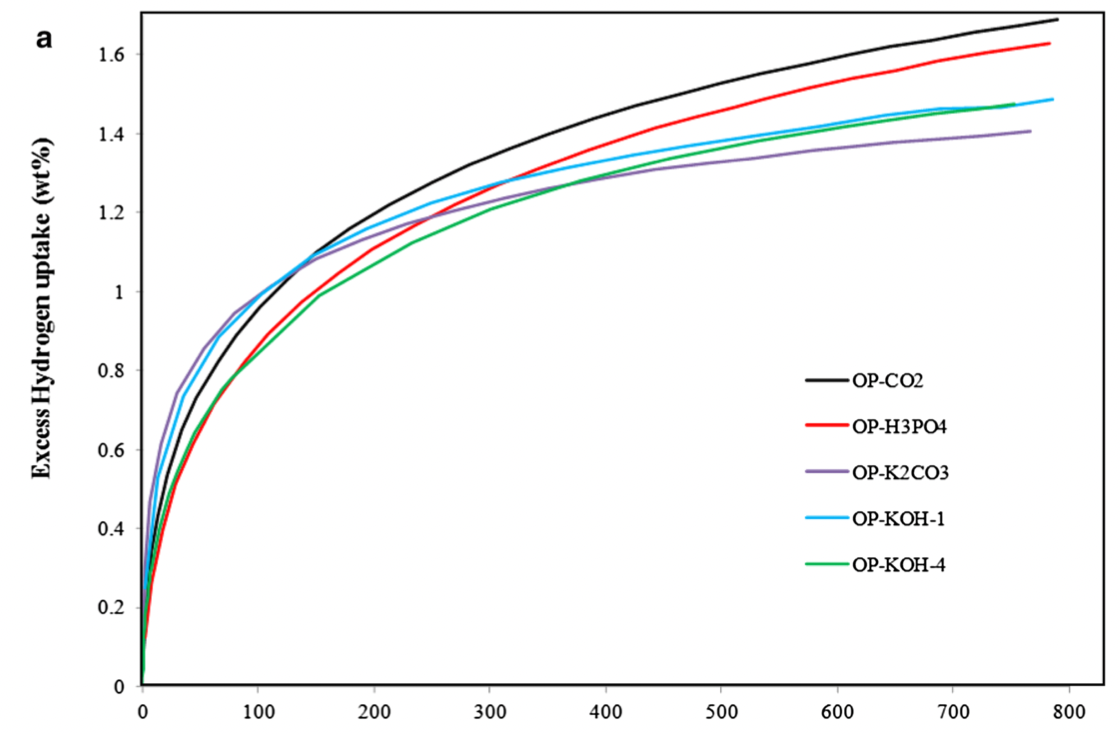 a
Excess Hydrogen uptake (wt%)
1.6
1.4
1.2
1
0.8
0.6
0.4
0.2
0
OP-CO2
OP-H3PO4
OP-K2CO3
OP-KOH-1
OP-KOH-4
0 100 200 300 400 500 600 700 800